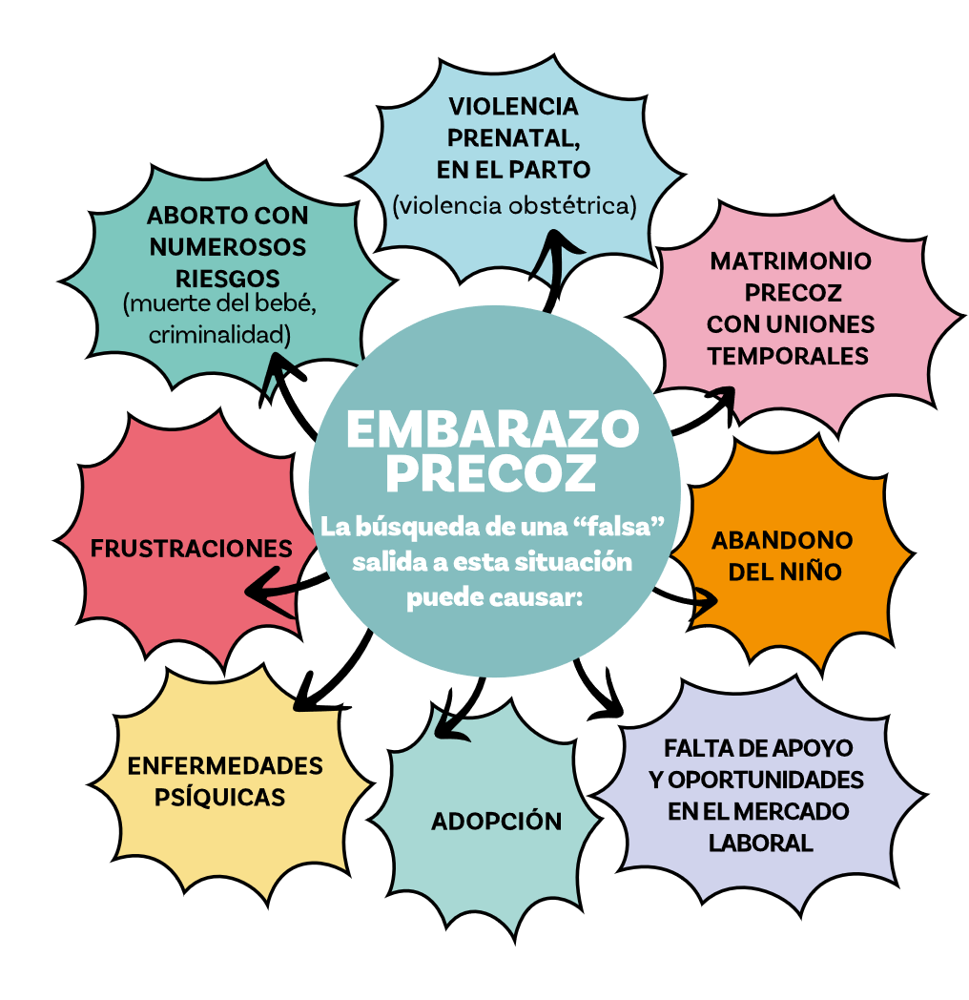 VIOLENCIA
PRENATAL,
EN EL PARTO
(violencia obstétrica)
ABORTO CON
NUMEROSOS
RIESGOS
(muerte del bebé,
criminalidad)
MATRIMONIO
PRECOZ
CON UNIONES
TEMPORALES
EMBARAZO
PRECOZ
La búsqueda de una “falsa”
salida a esta situación
puede causar:
FRUSTRACIONES
ABANDONO
DEL NIÑO
ENFERMEDADES
PSÍQUICAS
ADOPCIÓN
FALTA DE APOYO
Y OPORTUNIDADES
EN EL MERCADO
LABORAL